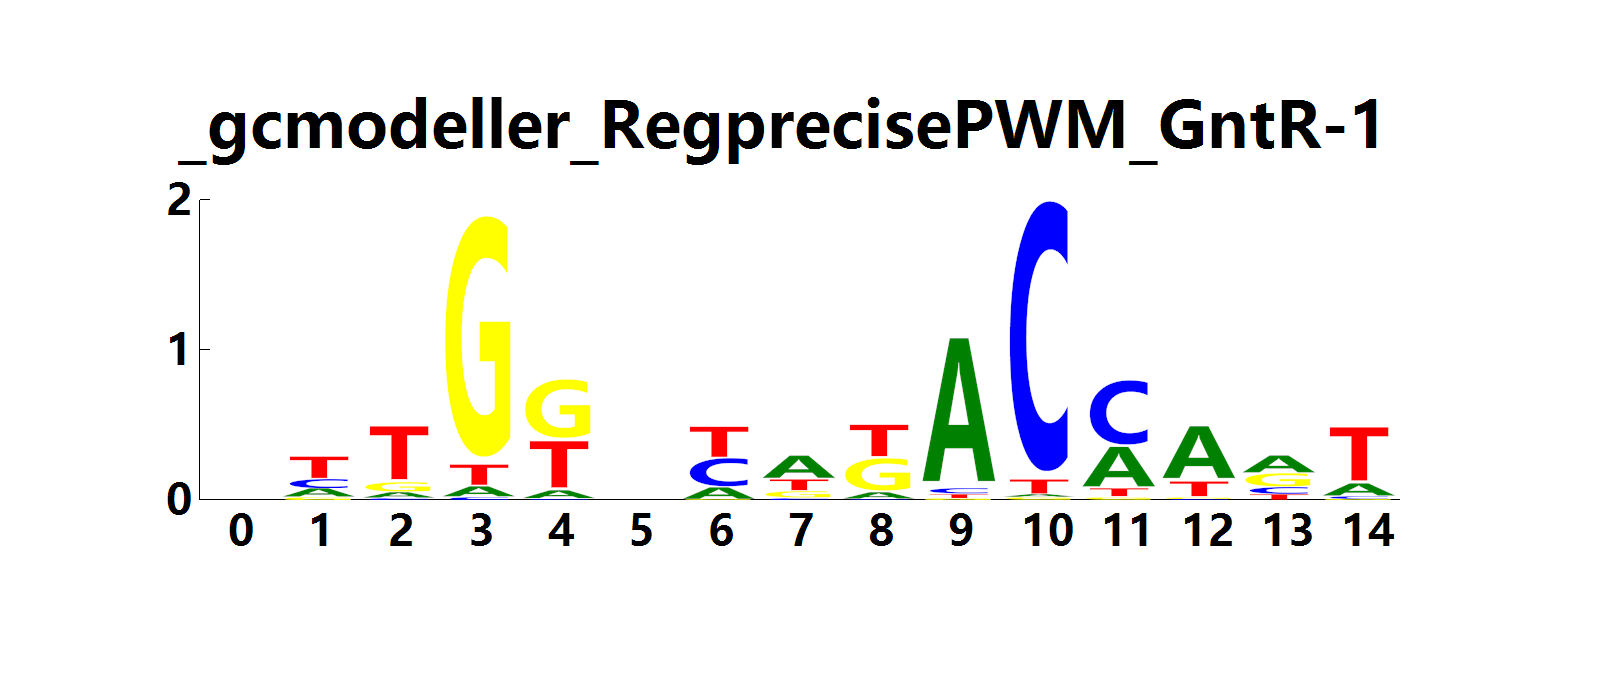 _gcmodeller_RegprecisePWM_GntR-1
2
1
0
T T G G T A T A C C A A T
T C A T T C T G C T A T G A
C G A A A G A C A T C C
A A C T T
0 1 2 3 4 5 6 7 8 9 10 11 12 13 14